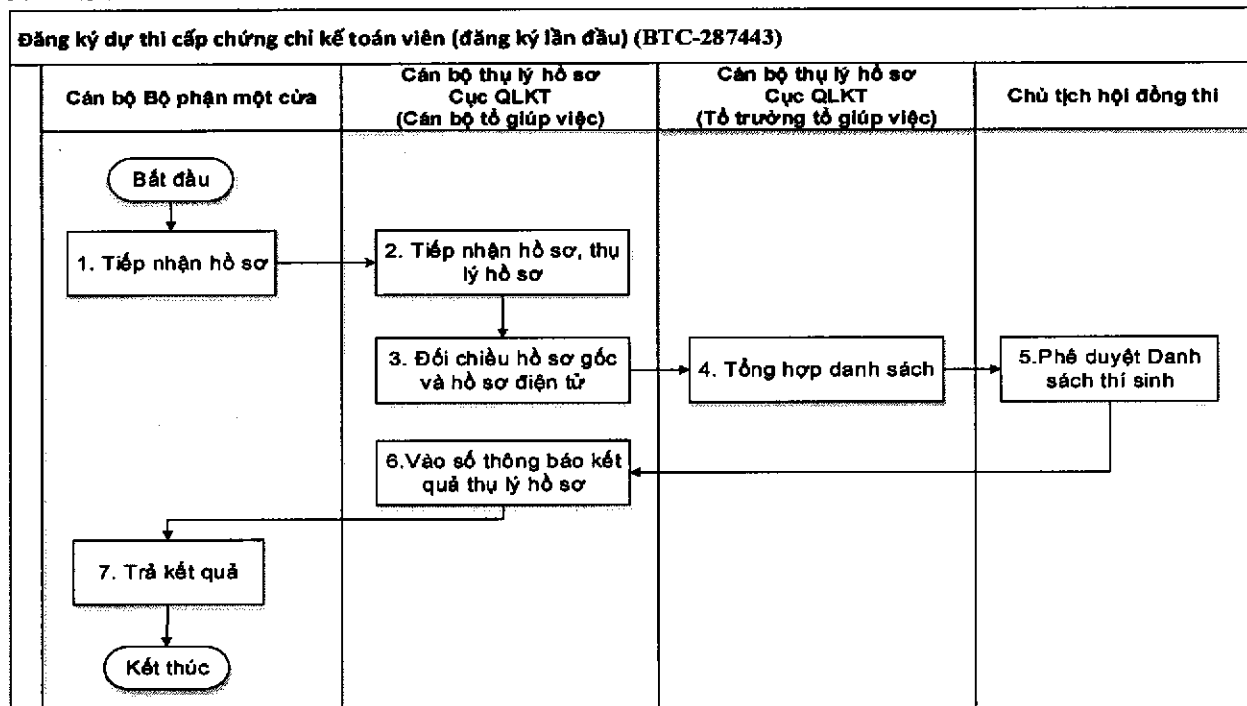 Đăng ký dự thi cấp chứng chỉ kế toán viên (đăng ký lần đầu) (BTC-287443)
Cán bộ Bộ phận một cửa
Cán bộ thụ lý hồ sơ
Cục QLKT
(Cán bộ tổ giúp việc)
Cán bộ thụ lý hồ sơ
Cục QLKT
(Tổ trưởng tổ giúp việc)
Chủ tịch hội đồng thi
Bắt đầu
1. Tiếp nhận hồ sơ
2. Tiếp nhận hồ sơ, thụ
lý hồ sơ
3. Đối chiếu hồ sơ gốc
và hồ sơ điện tử
4. Tổng hợp danh sách
5.Phê duyệt Danh
sách thí sinh
6.Vào số thông báo kết
quả thụ lý hồ sơ
7. Trả kết quả
Kết thúc